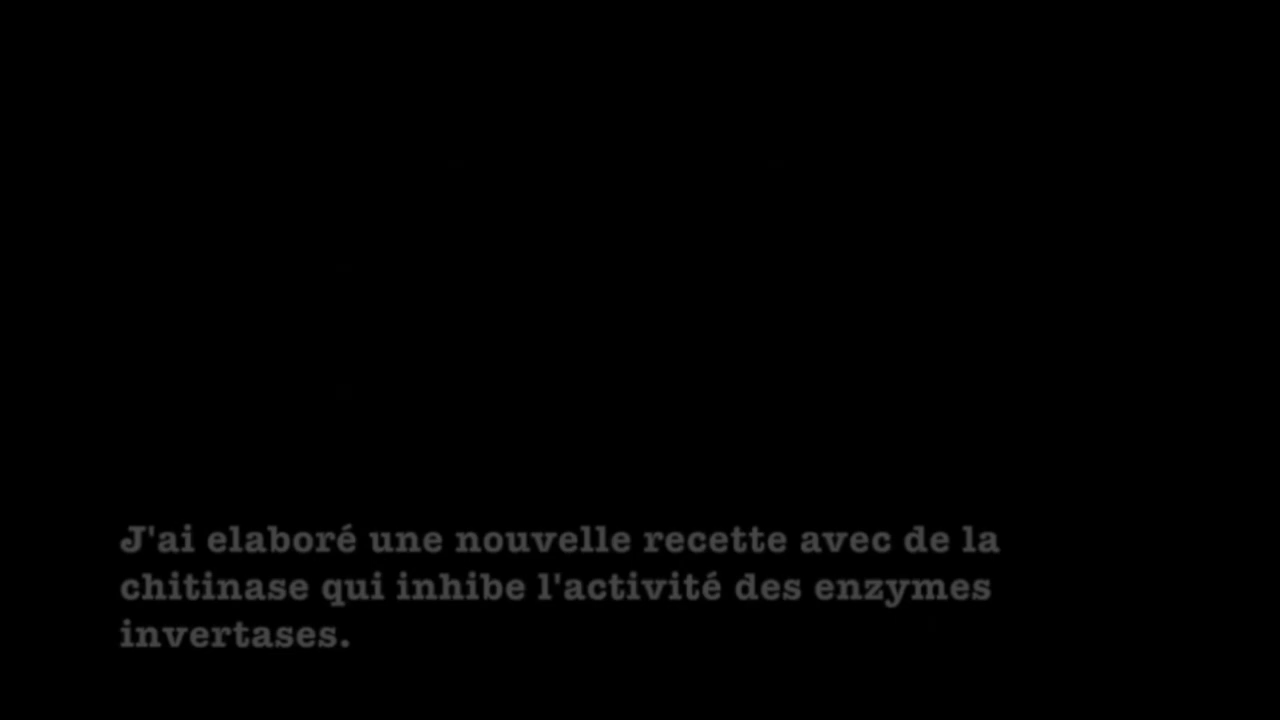 J'ai elaboré une nouvelle recette avec de la
chitinase qui inhibe l'activité des enzymes
invertases.